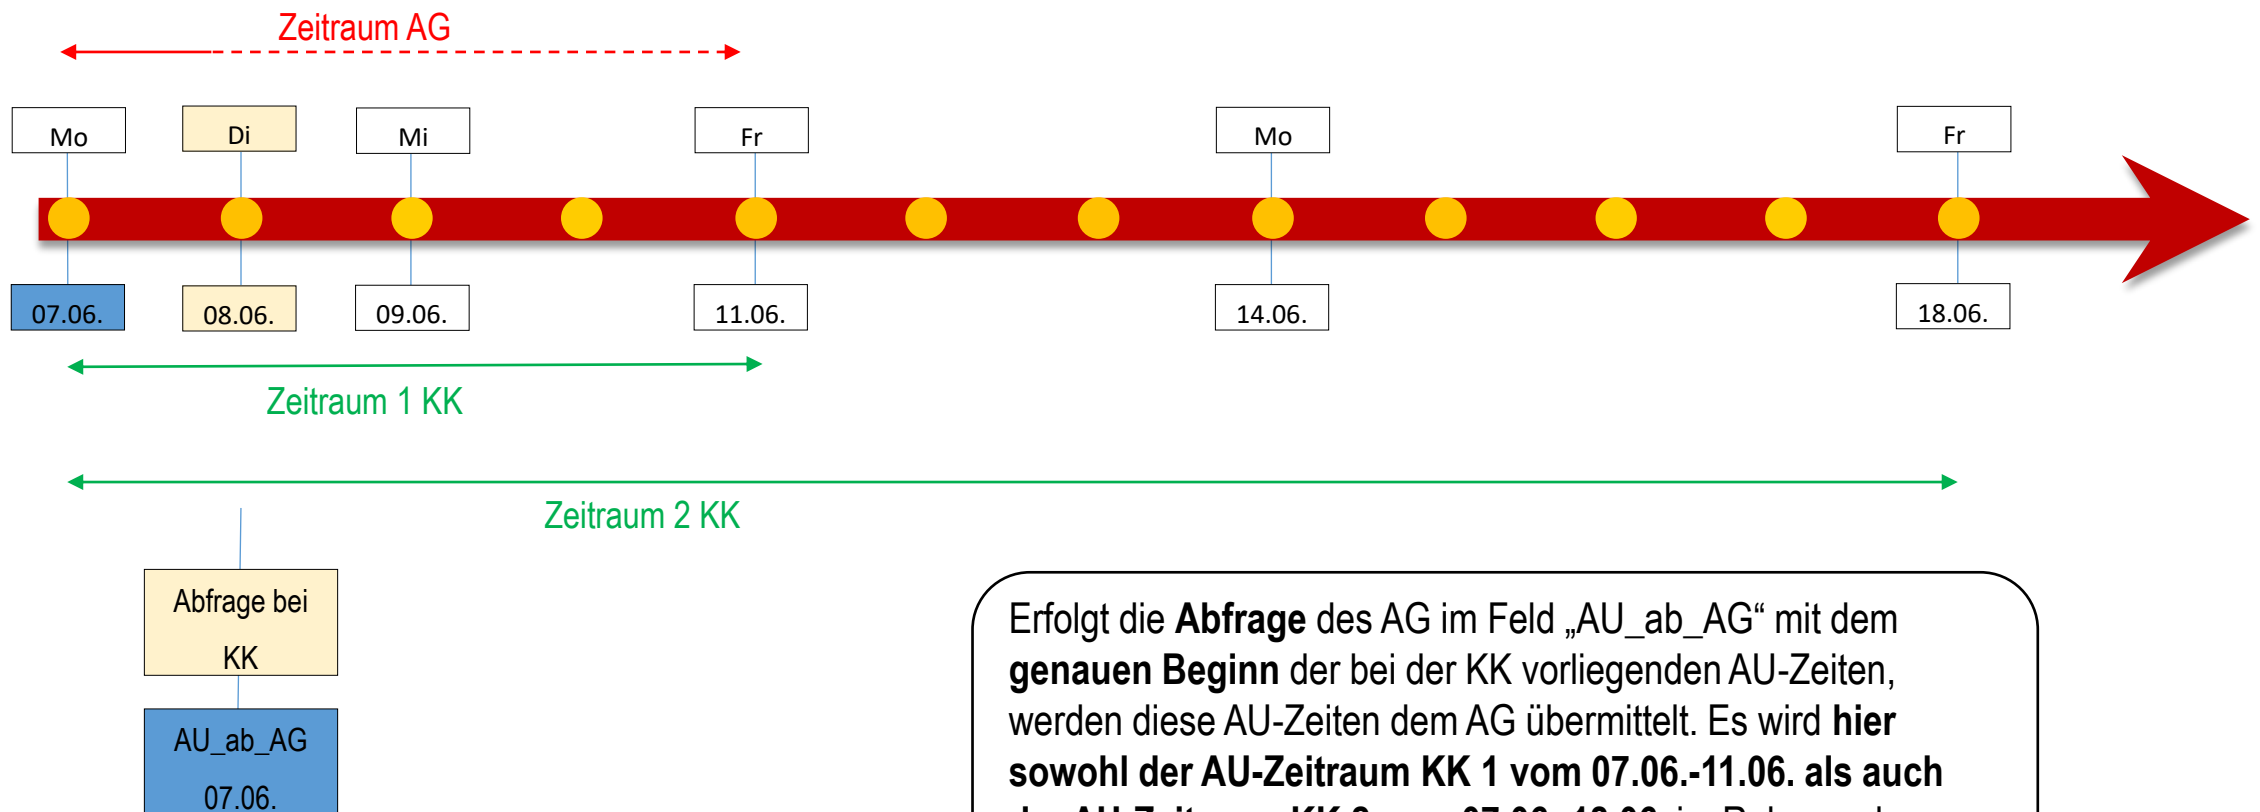 Zeitraum AG
Mo
Di
Mi
Fr
Mo
Fr
07.06.
08.06.
09.06.
11.06.
14.06.
18.06.
Zeitraum 1 KK
Zeitraum 2 KK
Abfrage bei
KK
AU_ab_AG
07.06.
Erfolgt die Abfrage des AG im Feld „AU_ab_AG“ mit dem
genauen Beginn der bei der KK vorliegenden AU-Zeiten,
werden diese AU-Zeiten dem AG übermittelt. Es wird hier
sowohl der AU-Zeitraum KK 1 vom 07.06.-11.06. als auch